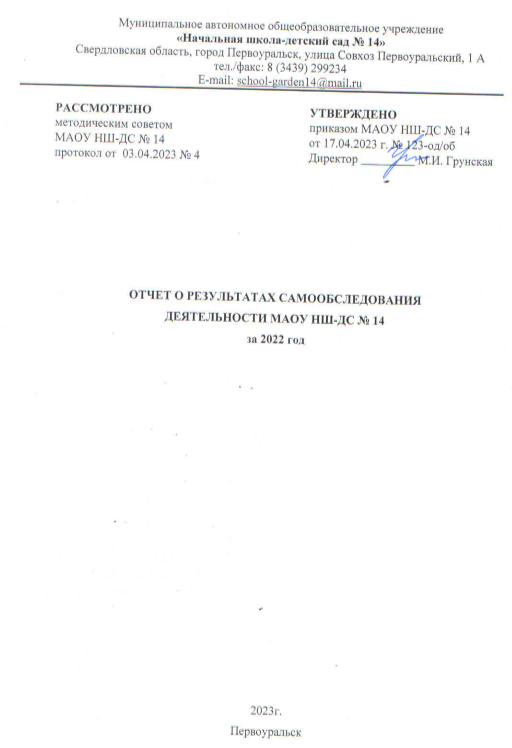 Муниципальное автономное общеобразовательное учреждение
«Начальная школа-детский сад № 14»
Свердловская область, город Первоуральск, улица Совхоз Первоуральский, 1 А
тел./факс: 8 (3439) 299234
E-mail: school-garden14@mail.ru
РАССМОТРЕНО
методическим советом
МАОУ НШ-ДС № 14
протокол от 03.04.2023 № 4
УТВЕРЖДЕНО
приказом МАОУ НШ-ДС № 14
от 17.04.2023 г. № 123-од/об
Директор _________ М.И. Грунская
ОТЧЕТ О РЕЗУЛЬТАТАХ САМООБСЛЕДОВАНИЯ
ДЕЯТЕЛЬНОСТИ МАОУ НШ-ДС № 14
за 2022 год
2023г.
Первоуральск